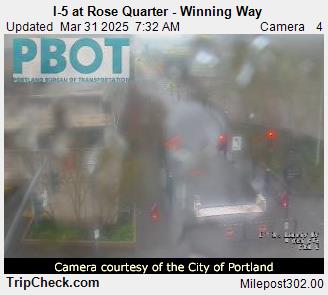 I-5 at Rose Quarter - Winning Way
Updated Mar 31 2025 7:32 AM Camera 4
PBOT
PORTLAND BUREAU OF TRANSPORTATION
Camera courtesy of the City of Portland
TripCheck.com Milepost302.00